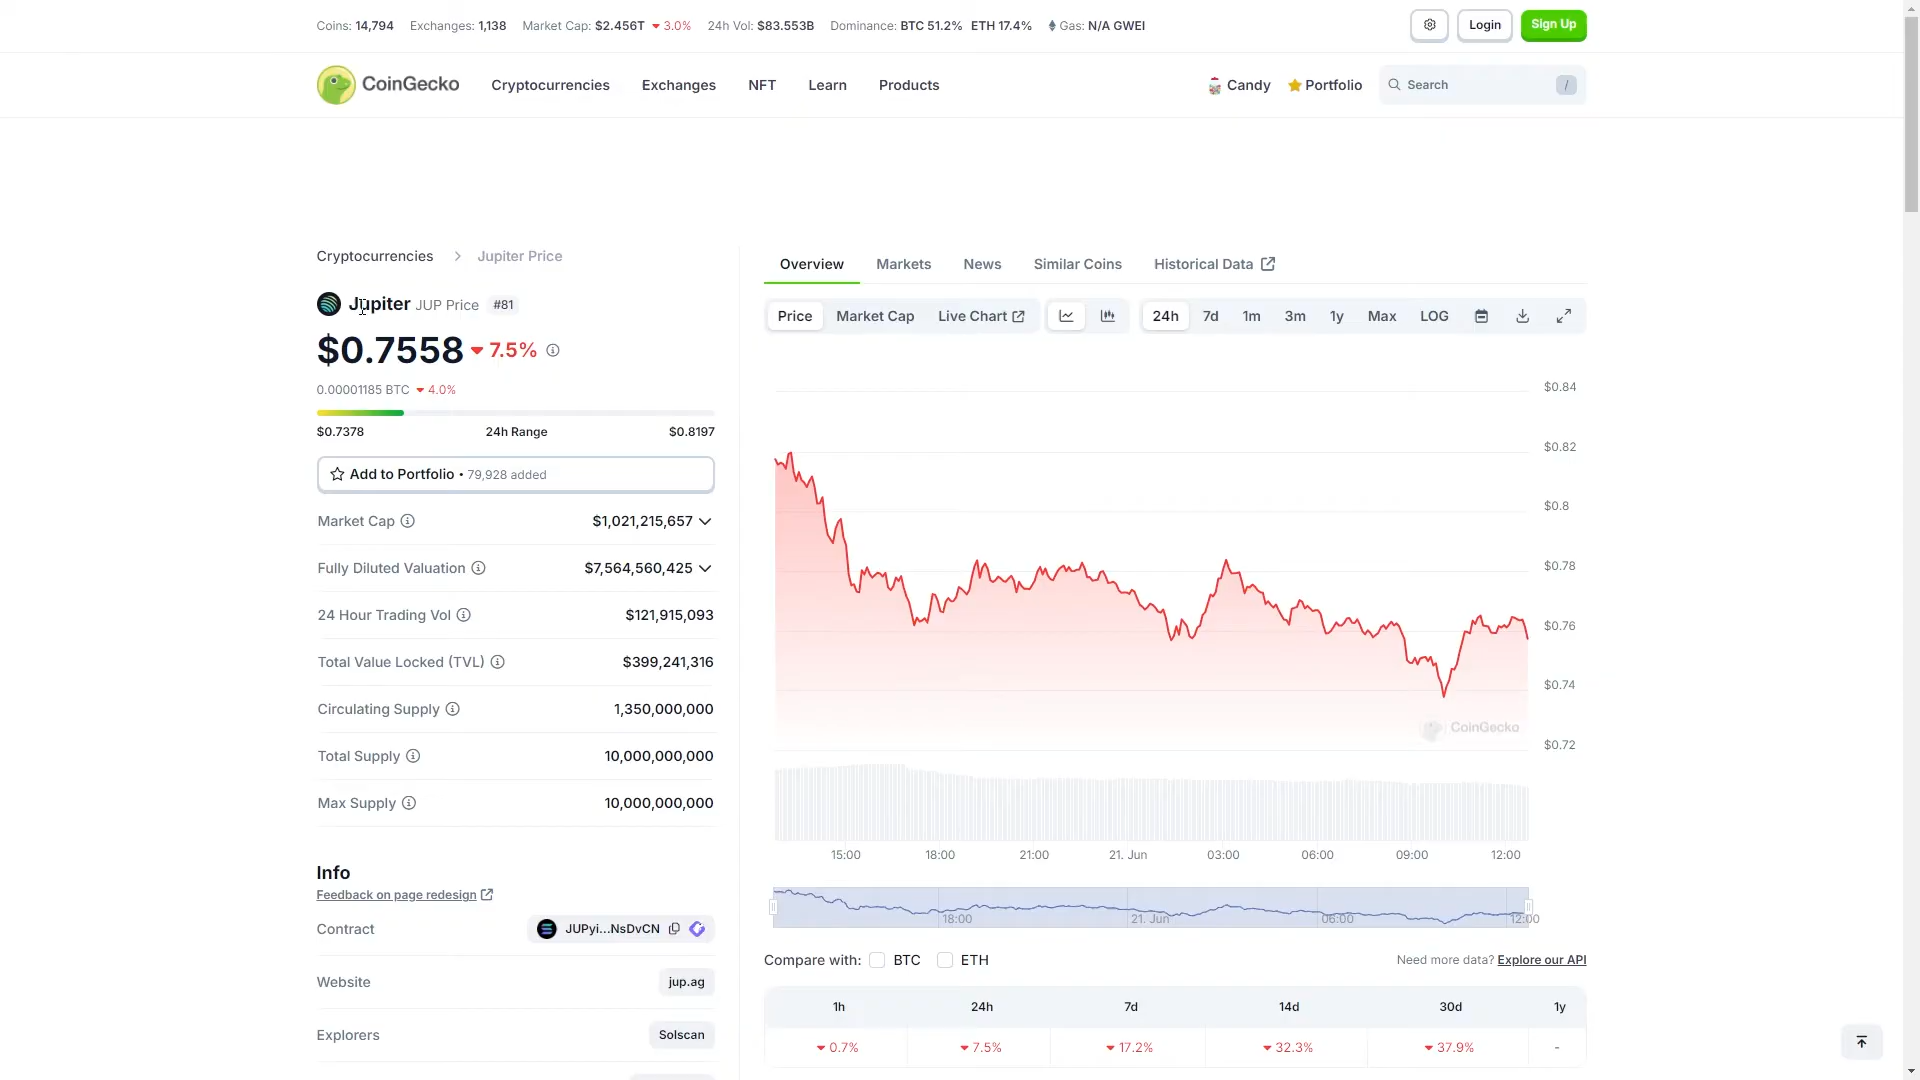 Coins: 14,794 Exchanges: 1,138 Market Cap: $2.456T 3.0% 24h Vol: $83.553B Dominance: BTC 51.2% ETH 17.4% Gas: N/A GWEI
Login
Sign Up
CoinGecko Cryptocurrencies Exchanges NFT Learn Products
Candy Portfolio Search /
Cryptocurrencies > Jupiter Price
Jupiter JUP Price #81
$0.7558 7.5%
0.00001185 BTC 4.0%
$0.7378 24h Range $0.8197
Add to Portfolio • 79,928 added
Market Cap $1,021,215,657
Fully Diluted Valuation $7,564,560,425
24 Hour Trading Vol $121,915,093
Total Value Locked (TVL) $399,241,316
Circulating Supply 1,350,000,000
Total Supply 10,000,000,000
Max Supply 10,000,000,000
Info
Feedback on page redesign
Contract JUPyi...NsDvCN
Website jup.ag
Explorers Solscan
Overview Markets News Similar Coins Historical Data
Price Market Cap Live Chart 24h 7d 1m 3m 1y Max LOG
$0.84
$0.82
$0.8
$0.78
$0.76
$0.74
CoinGecko
$0.72
15:00 18:00 21:00 21. Jun 03:00 06:00 09:00 12:00
18:00 21. Jun 06:00 12:00
Compare with: BTC ETH
Need more data? Explore our API
1h 24h 7d 14d 30d 1y
0.7% 7.5% 17.2% 32.3% 37.9% -